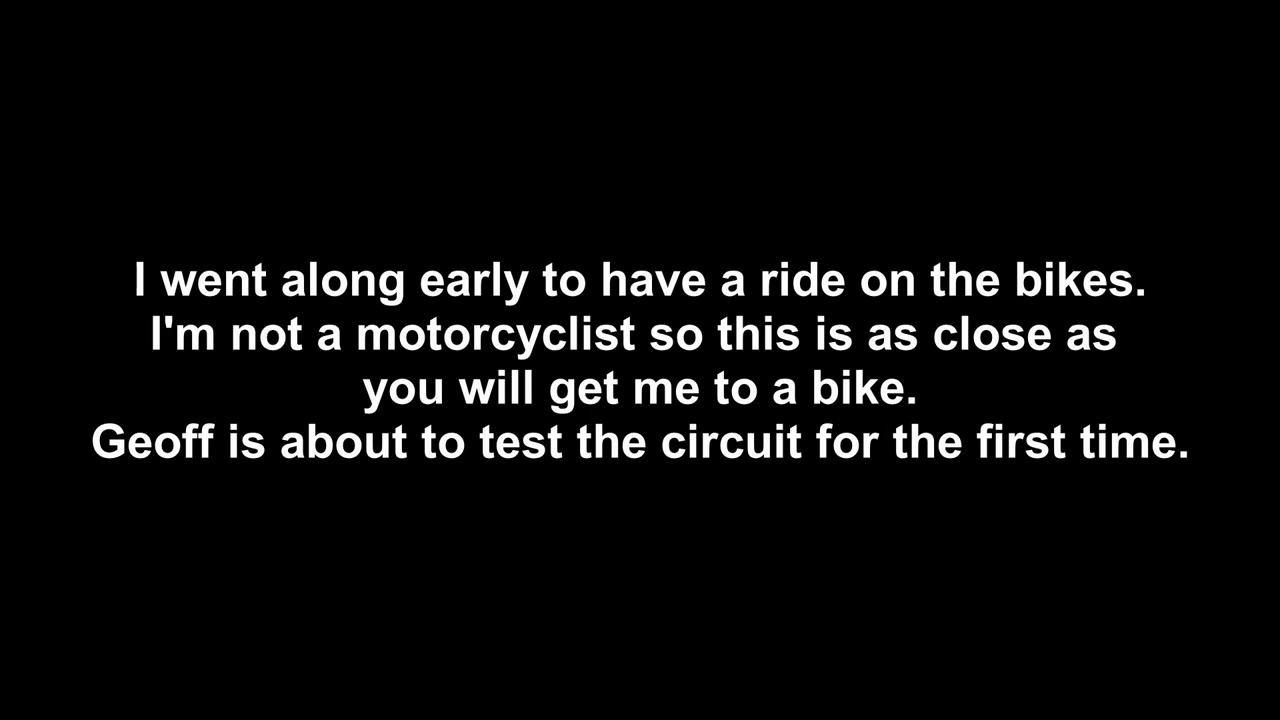 I went along early to have a ride on the bikes.
I'm not a motorcyclist so this is as close as
you will get me to a bike.
Geoff is about to test the circuit for the first time.